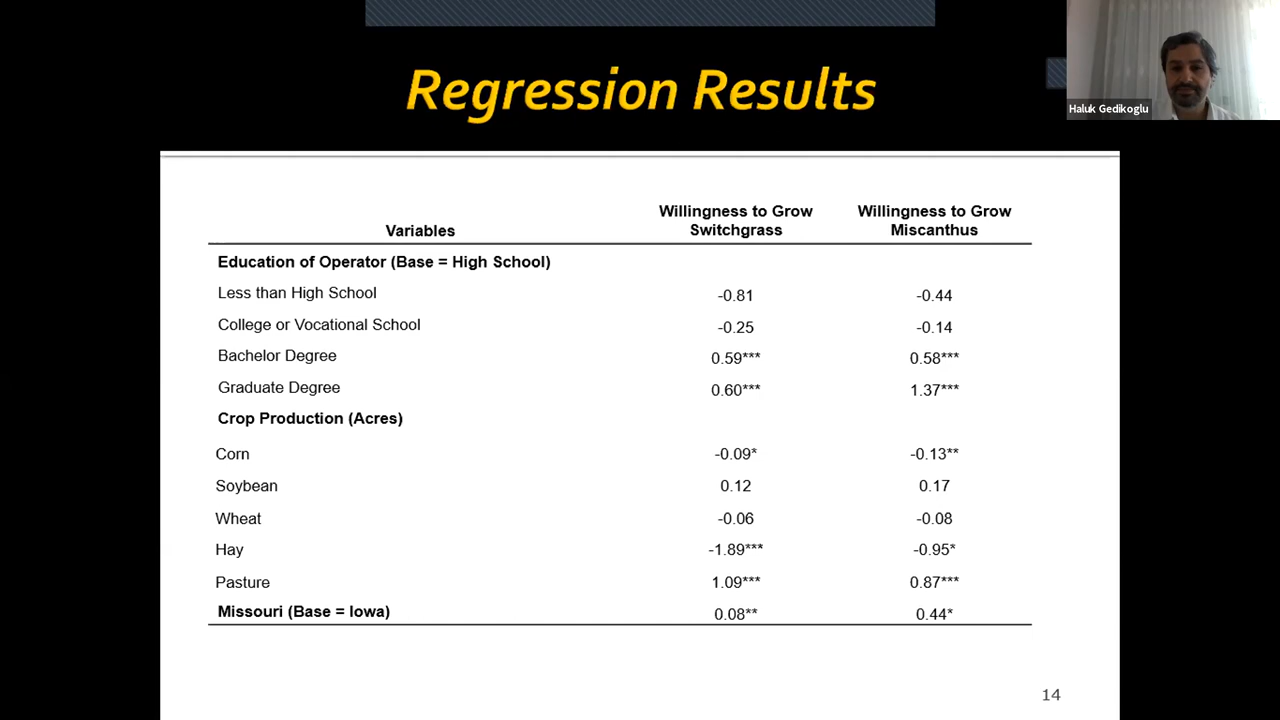 Regression Results
Haluk Gedikoglu
Variables Willingness to Grow Switchgrass Willingness to Grow Miscanthus
Education of Operator (Base = High School)
Less than High School -0.81 -0.44
College or Vocational School -0.25 -0.14
Bachelor Degree 0.59*** 0.58***
Graduate Degree 0.60*** 1.37***
Crop Production (Acres)
Corn -0.09* -0.13**
Soybean 0.12 0.17
Wheat -0.06 -0.08
Hay -1.89*** -0.95*
Pasture 1.09*** 0.87***
Missouri (Base = Iowa) 0.08** 0.44*
14